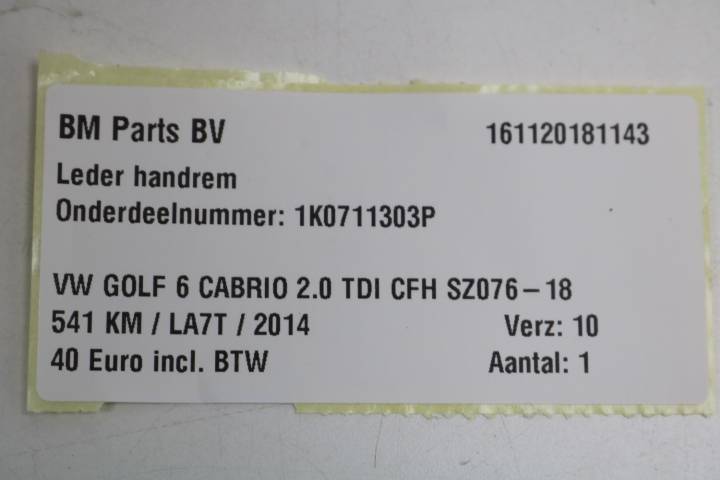 BM Parts BV 161120181143
Leder handrem
Onderdeelnummer: 1K0711303P
VW GOLF 6 CABRIO 2.0 TDI CFH SZ076-18
541 KM / LA7T / 2014 Verz: 10
40 Euro incl. BTW Aantal: 1